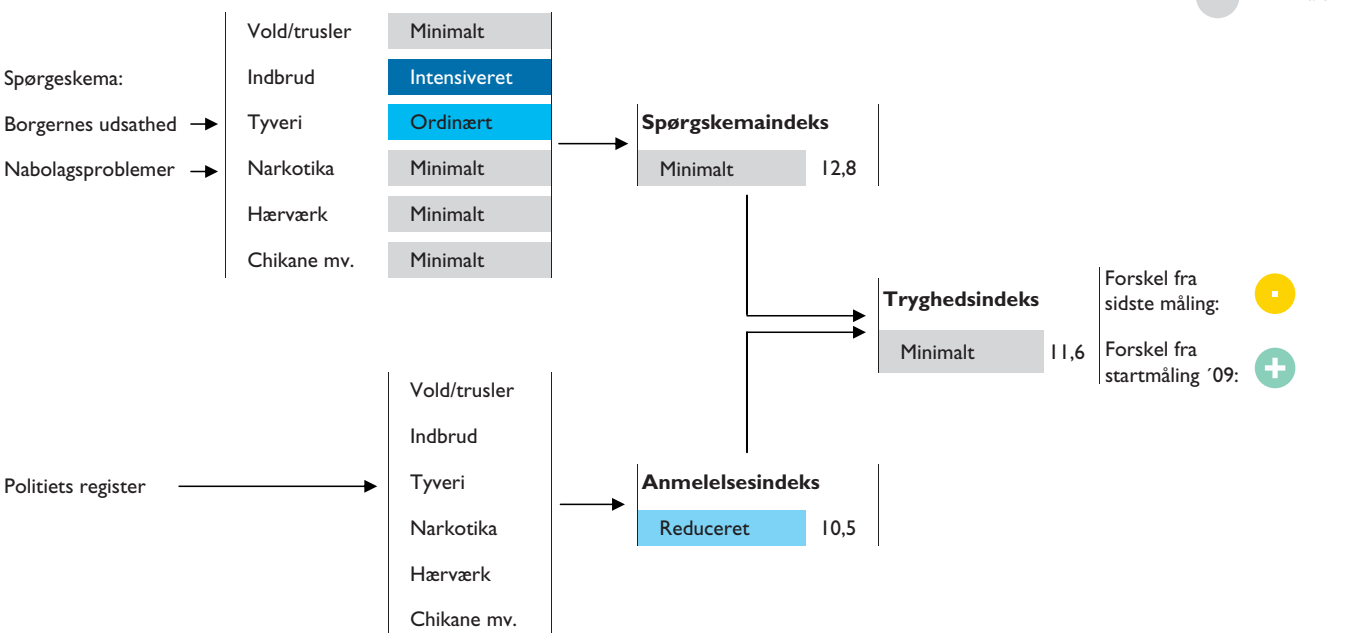 Vold/trusler Minimalt
Spørgeskema: Indbrud Intensiveret
Borgernes udsathed Tyveri Ordinært
Nabolagsproblemer Narkotika Minimalt
Hærværk Minimalt
Chikane mv. Minimalt
Spørgskemaindeks
Minimalt 12,8
Tryghedsindeks
Minimalt 11,6
Forskel fra
sidste måling:
Forskel fra
startmåling ´09:
Politiets register
Vold/trusler
Indbrud
Tyveri
Narkotika
Hærværk
Chikane mv.
Anmelelsesindeks
Reduceret 10,5